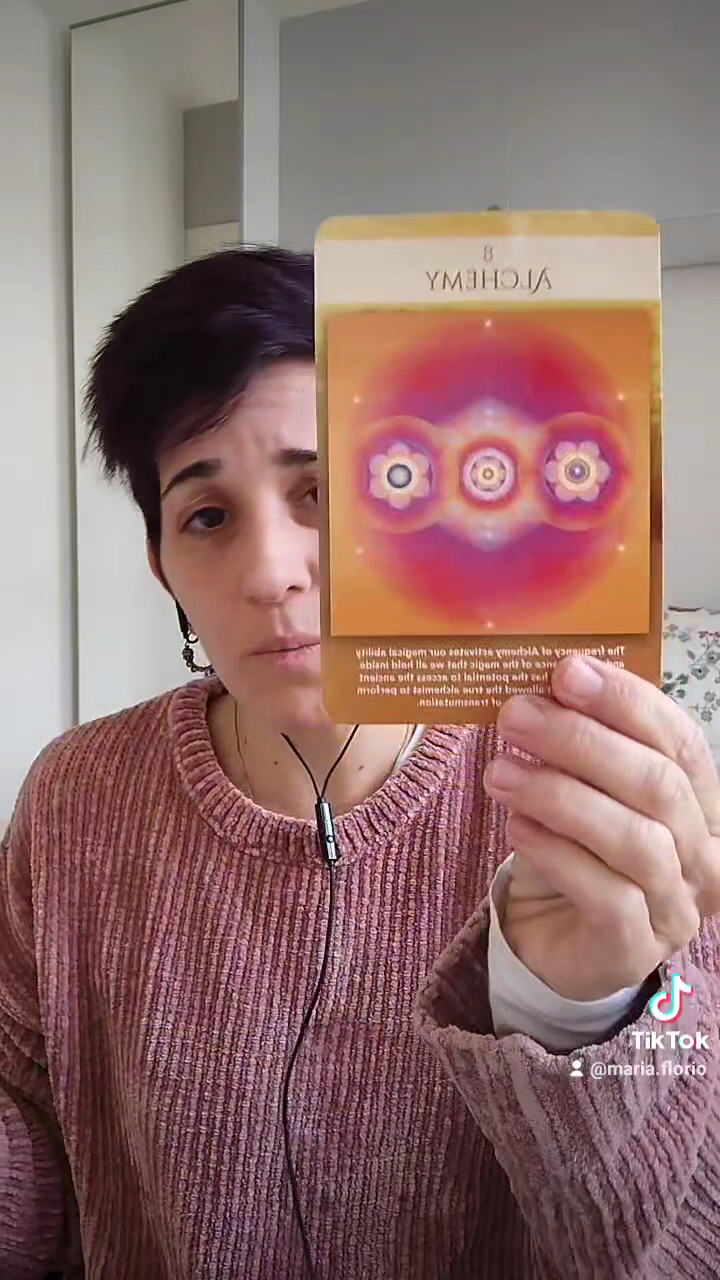 8
ALCHEMY
The frequency of Alchemy activates our magical ability
of the magic that we all hold inside
has the potential to access the ancient
allowed the true alchemist to perform
of transmutation.
TikTok
@maria.florio